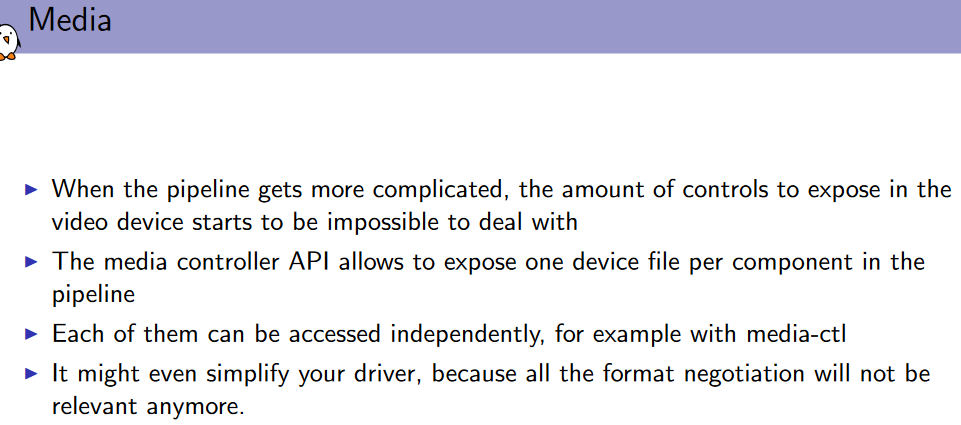 Media
When the pipeline gets more complicated, the amount of controls to expose in the
video device starts to be impossible to deal with
The media controller API allows to expose one device file per component in the
pipeline
Each of them can be accessed independently, for example with media-ctl
It might even simplify your driver, because all the format negotiation will not be
relevant anymore.